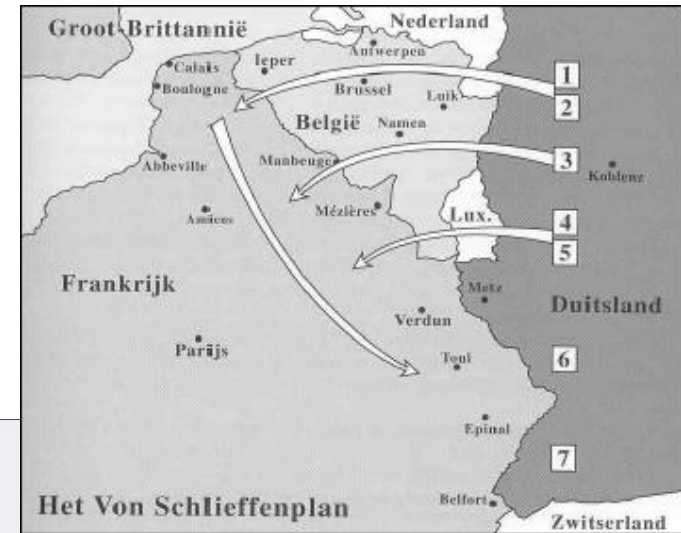 Groot-Brittannië
Nederland
Antwerpen
Calais
Ieper
Boulogne
Brussel
Luik
1
2
België
Namen
Abbeville
Manbeuge
3
Koblenz
Amiens
Mézières
Lux.
4
5
Frankrijk
Metz
Duitsland
Verdun
Parijs
Toul
6
Epinal
7
Het Von Schlieffenplan
Belfort
Zwitserland